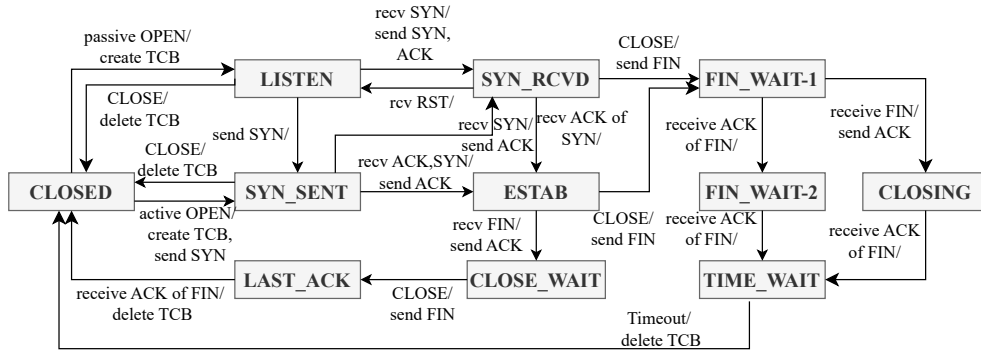 passive OPEN/
create TCB
recv SYN/
send SYN,
ACK
CLOSE/
send FIN
LISTEN
SYN_RCVD
FIN_WAIT-1
CLOSE/
delete TCB
rcv RST/
send SYN/
recv SYN/
send ACK
recv ACK of
SYN/
receive ACK
of FIN/
receive FIN/
send ACK
CLOSE/
delete TCB
recv ACK,SYN/
send ACK
CLOSED
SYN_SENT
ESTAB
FIN_WAIT-2
CLOSING
active OPEN/
create TCB,
send SYN
recv FIN/
send ACK
CLOSE/
send FIN
receive ACK
of FIN/
receive ACK
of FIN/
LAST_ACK
CLOSE_WAIT
TIME_WAIT
receive ACK of FIN/
delete TCB
CLOSE/
send FIN
Timeout/
delete TCB